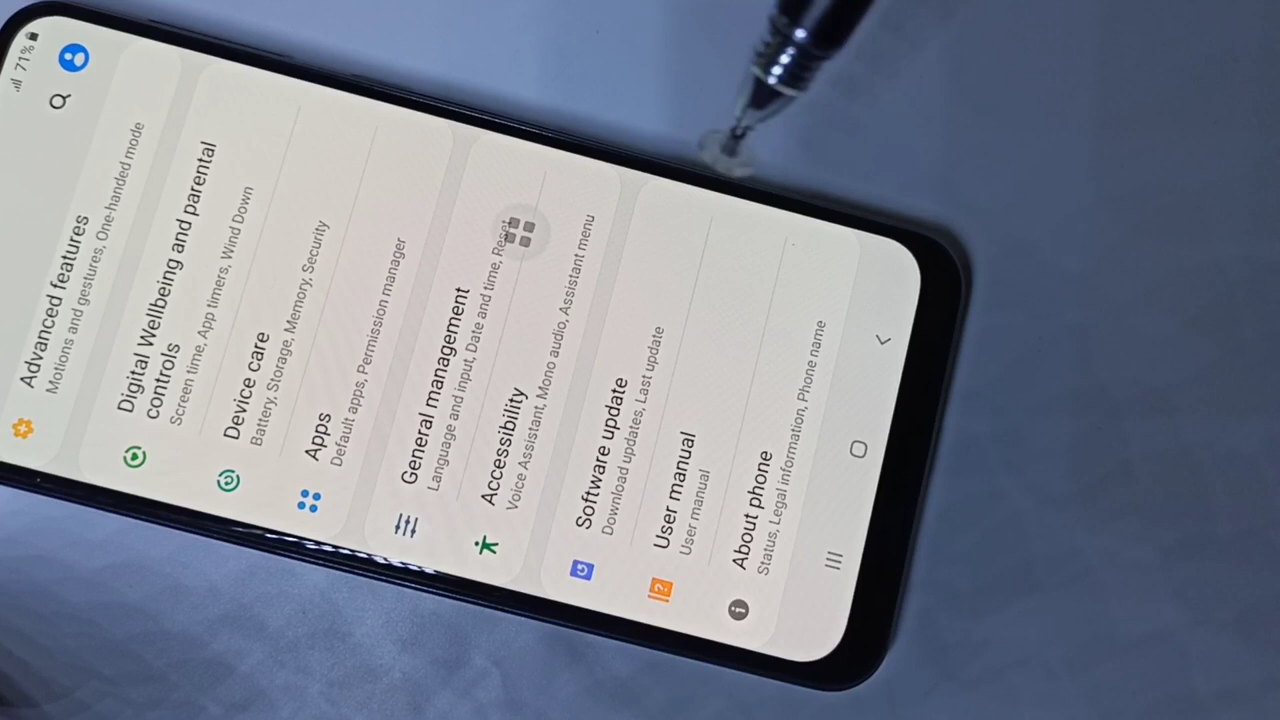 71%
Advanced features
Motions and gestures, One-handed mode
Digital Wellbeing and parental
controls
Screen time, App timers, Wind Down
Device care
Battery, Storage, Memory, Security
Apps
Default apps, Permission manager
General management
Language and input, Date and time, Reset
Accessibility
Voice Assistant, Mono audio, Assistant menu
Software update
Download updates, Last update
User manual
User manual
About phone
Status, Legal information, Phone name